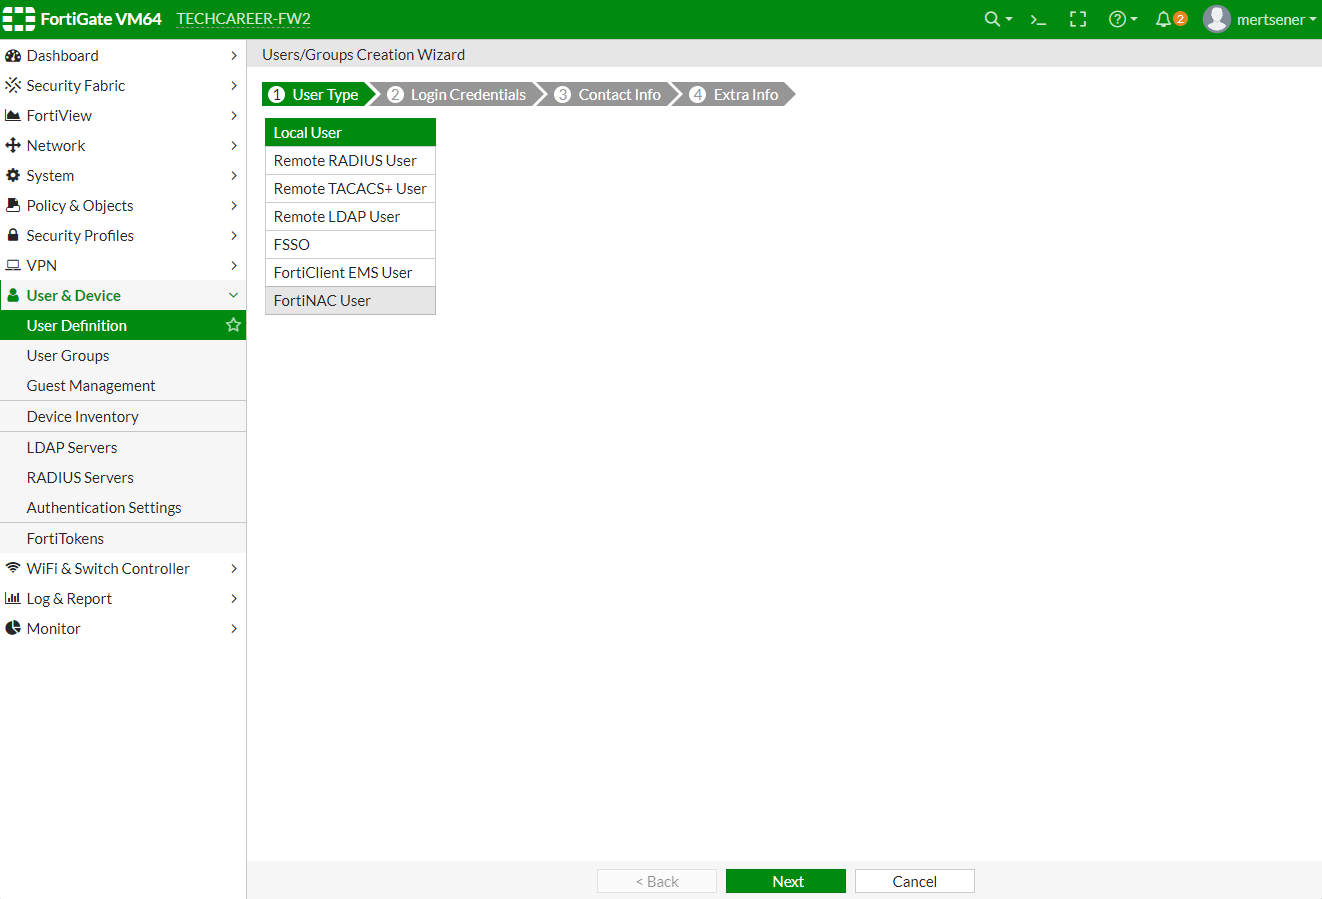 FortiGate VM64 TECHCAREER-FW2 2 mertsener
Dashboard
Security Fabric
FortiView
Network
System
Policy & Objects
Security Profiles
VPN
User & Device
User Definition
User Groups
Guest Management
Device Inventory
LDAP Servers
RADIUS Servers
Authentication Settings
FortiTokens
WiFi & Switch Controller
Log & Report
Monitor
Users/Groups Creation Wizard
1 User Type 2 Login Credentials 3 Contact Info 4 Extra Info
Local User
Remote RADIUS User
Remote TACACS+ User
Remote LDAP User
FSSO
FortiClient EMS User
FortiNAC User
< Back Next Cancel